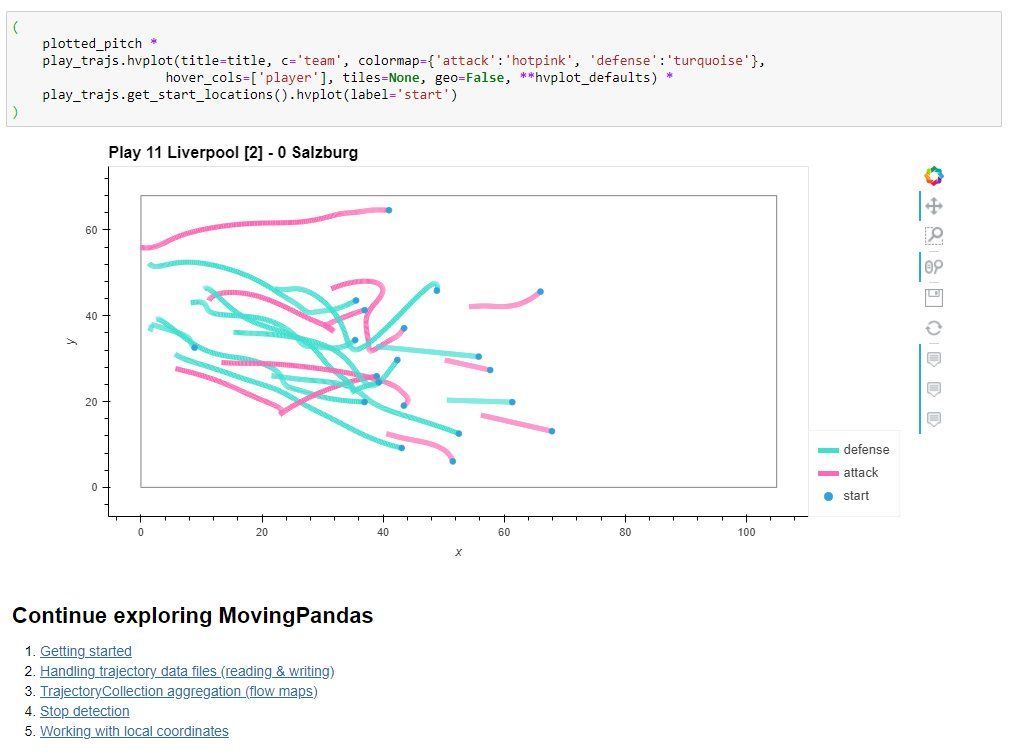 (
plotted_pitch *
play_trajs.hvplot(title=title, c='team', colormap={'attack':'hotpink', 'defense':'turquoise'},
hover_cols=['player'], tiles=None, geo=False, **hvplot_defaults) *
play_trajs.get_start_locations().hvplot(label='start')
)
Play 11 Liverpool [2] - 0 Salzburg
60
40
20
0
y
0 20 40 60 80 100
x
defense
attack
start
Continue exploring MovingPandas
1. Getting started
2. Handling trajectory data files (reading & writing)
3. TrajectoryCollection aggregation (flow maps)
4. Stop detection
5. Working with local coordinates